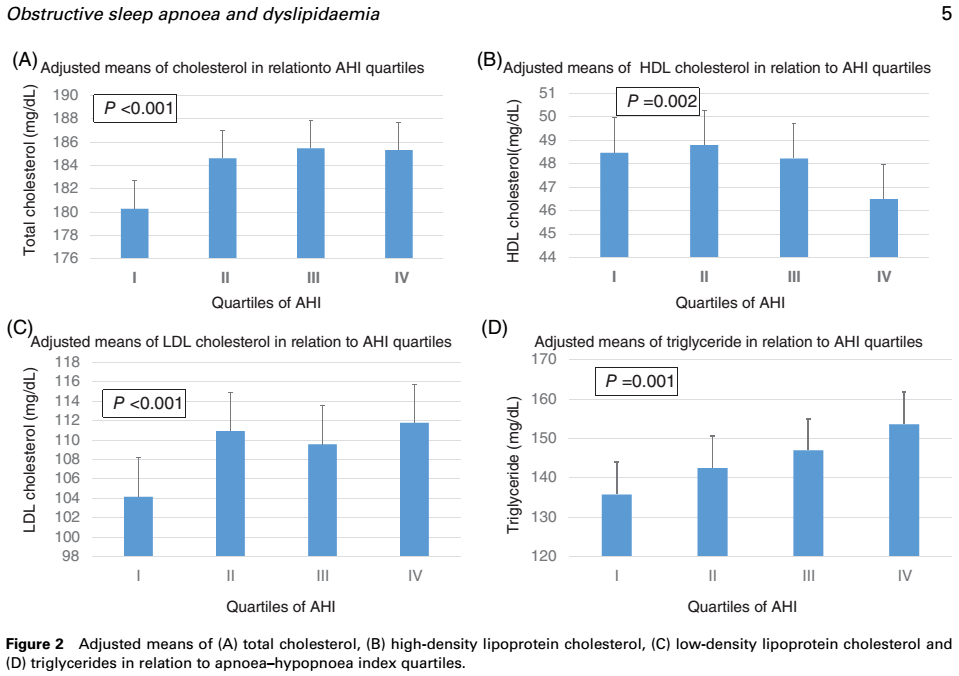 Obstructive sleep apnoea and dyslipidaemia 5
(A) Adjusted means of cholesterol in relationto AHI quartiles
P <0.001
Total cholesterol (mg/dL)
190
188
186
184
182
180
178
176
I II III IV
Quartiles of AHI
(B) Adjusted means of HDL cholesterol in relation to AHI quartiles
P =0.002
HDL cholesterol(mg/dL)
51
50
49
48
47
46
45
44
I II III IV
Quartiles of AHI
(C) Adjusted means of LDL cholesterol in relation to AHI quartiles
P <0.001
LDL cholesterol (mg/dL)
118
116
114
112
110
108
106
104
102
100
98
I II III IV
Quartiles of AHI
(D) Adjusted means of triglyceride in relation to AHI quartiles
P =0.001
Triglyceride (mg/dL)
170
160
150
140
130
120
I II III IV
Quartiles of AHI
Figure 2 Adjusted means of (A) total cholesterol, (B) high-density lipoprotein cholesterol, (C) low-density lipoprotein cholesterol and
(D) triglycerides in relation to apnoea–hypopnoea index quartiles.